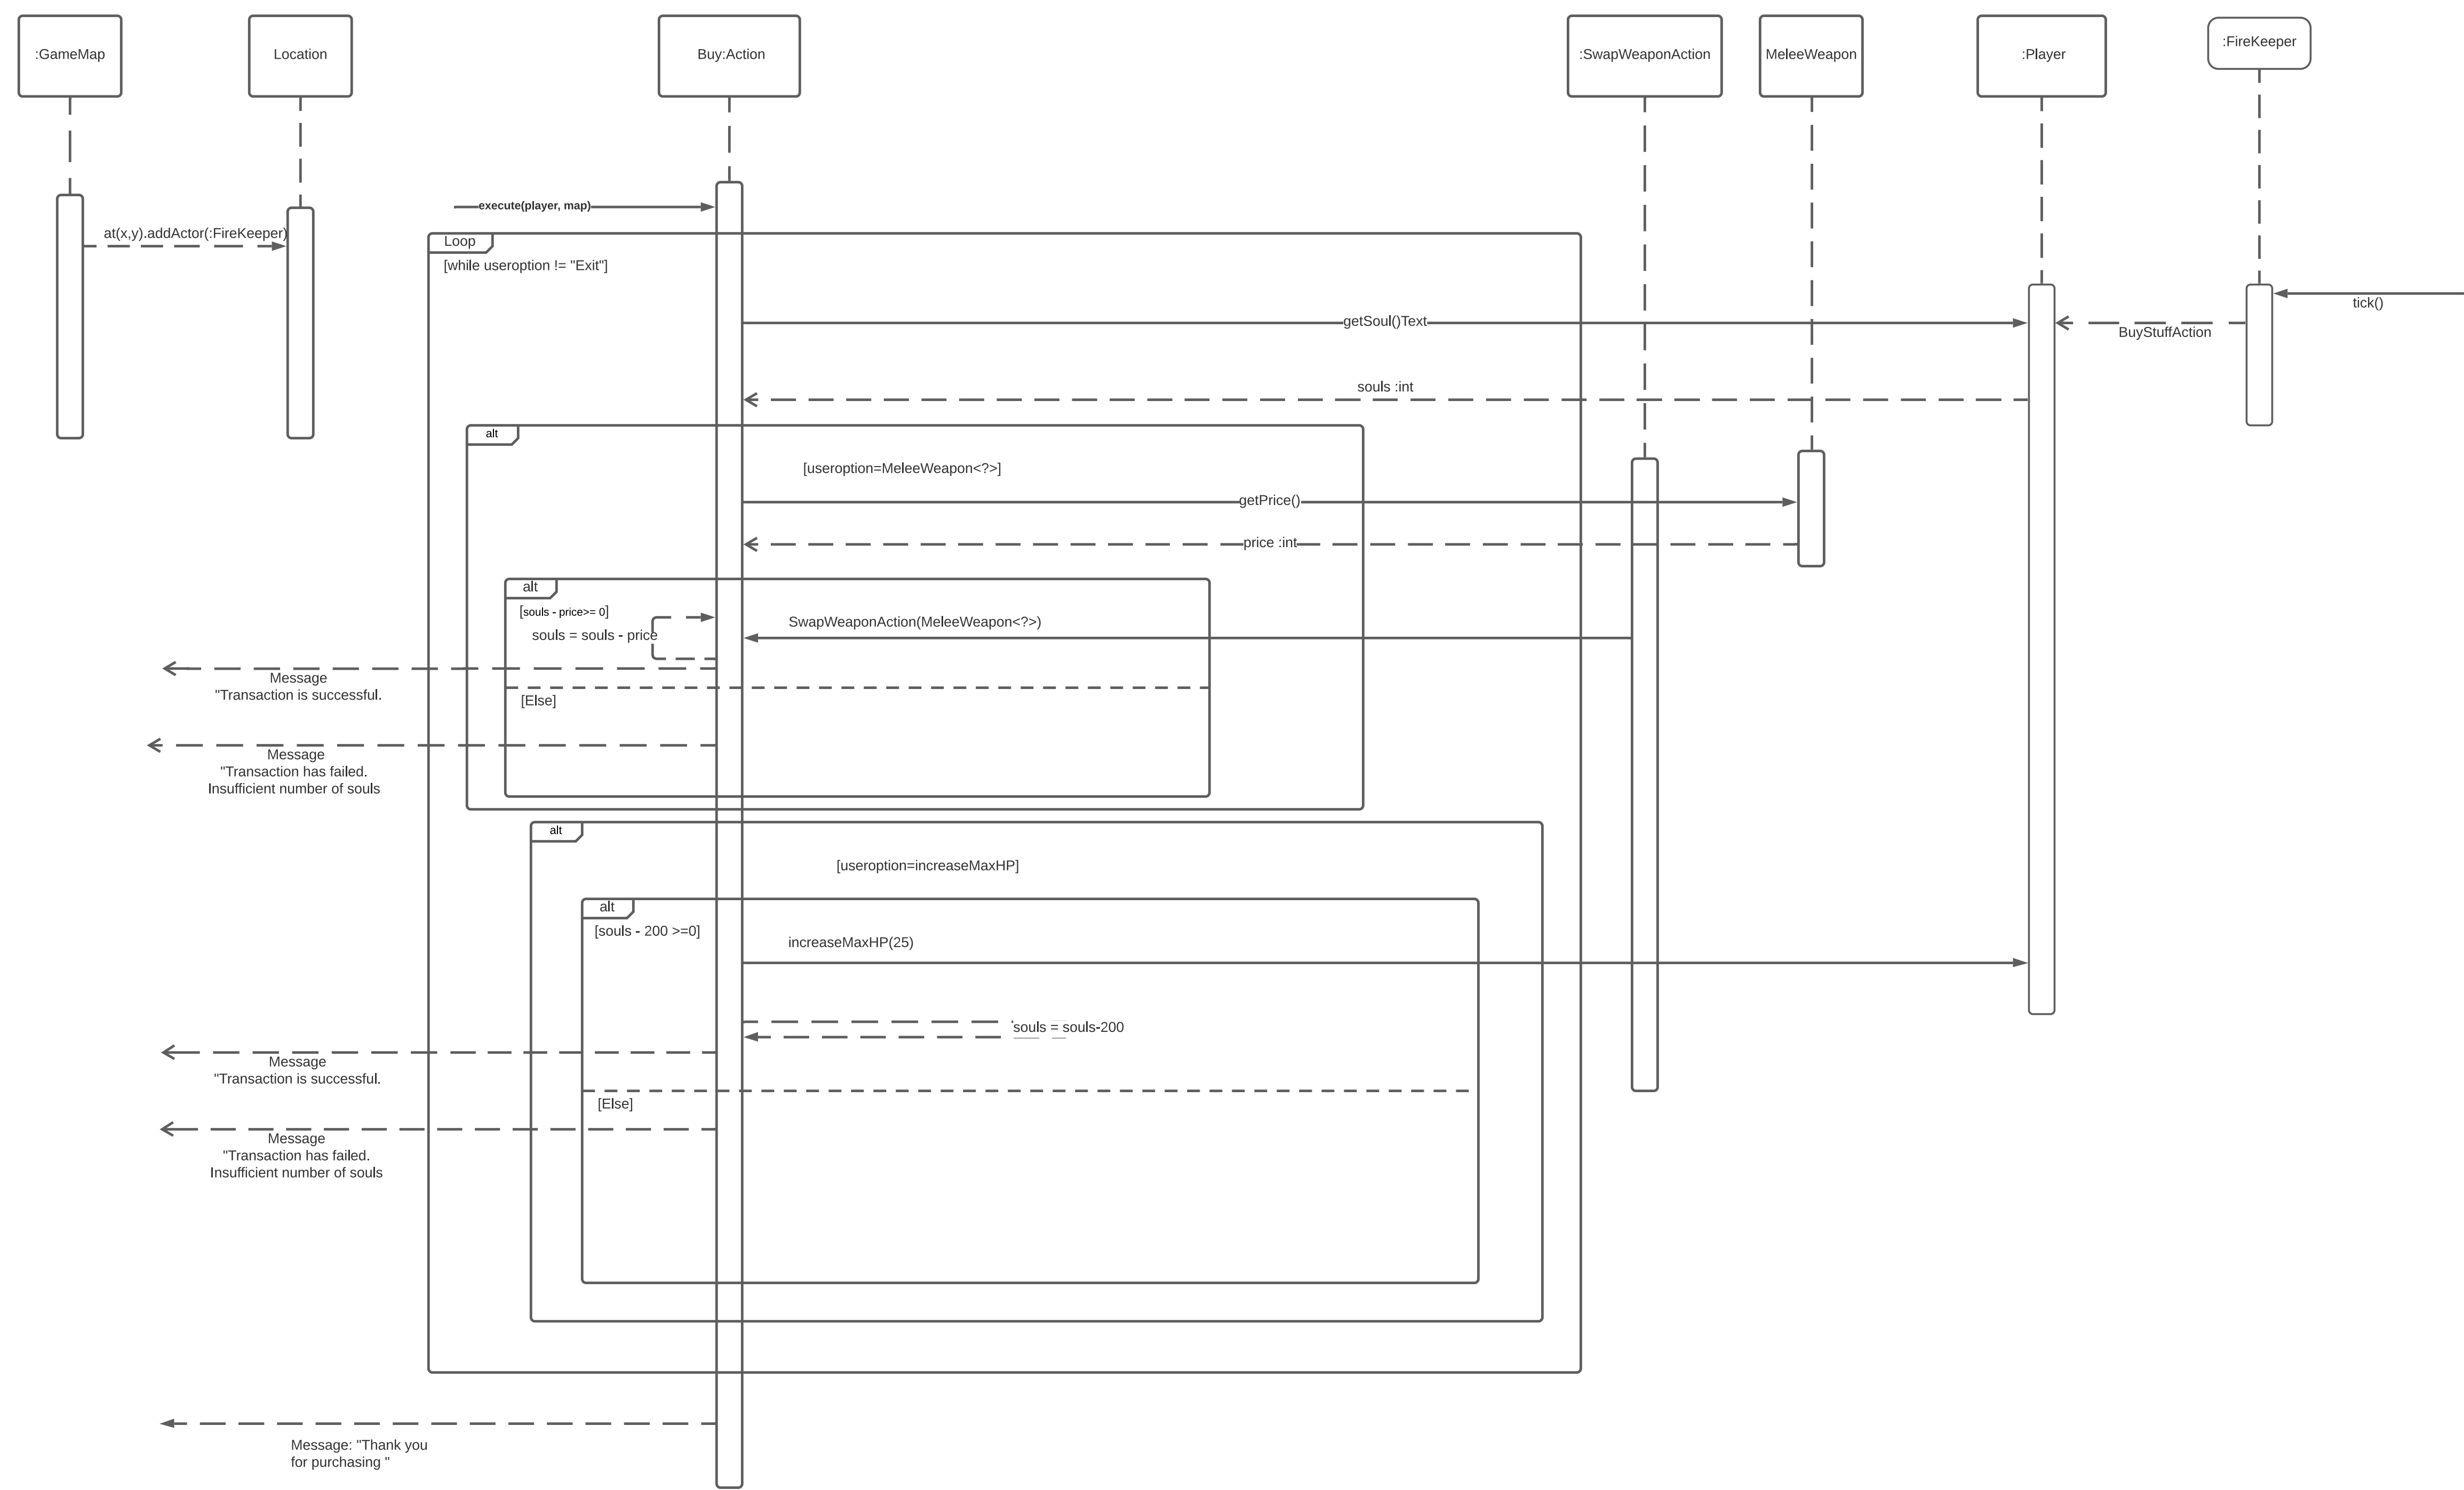 :GameMap
Location
Buy:Action
:SwapWeaponAction
MeleeWeapon
:Player
:FireKeeper
execute(player, map)
at(x,y).addActor(:FireKeeper)
Loop
[while useroption != "Exit"]
tick()
getSoul()Text
BuyStuffAction
souls :int
alt
[useroption=MeleeWeapon<?>]
getPrice()
price :int
alt
[souls - price>= 0]
SwapWeaponAction(MeleeWeapon<?>)
souls = souls - price
Message
"Transaction is successful.
[Else]
Message
"Transaction has failed.
Insufficient number of souls
alt
[useroption=increaseMaxHP]
alt
[souls - 200 >=0]
increaseMaxHP(25)
souls = souls-200
Message
"Transaction is successful.
[Else]
Message
"Transaction has failed.
Insufficient number of souls
Message: "Thank you
for purchasing "